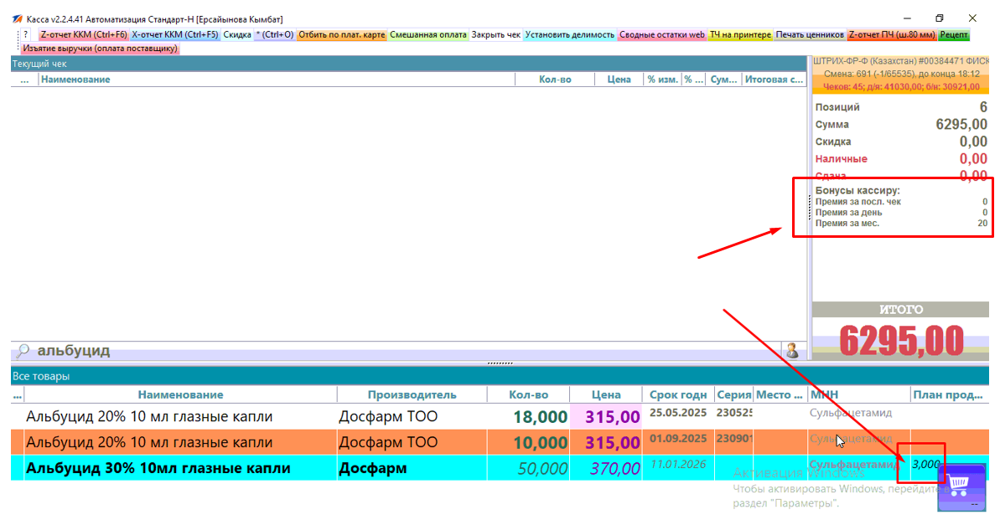 Касса v2.2.4.41 Автоматизация Стандарт-Н [Ерсайынова Кымбат]
? Z-отчет ККМ (Ctrl+F6) X-отчет ККМ (Ctrl+F5) Скидка * (Ctrl+O) Отбить по плат. карте Смешанная оплата Закрыть чек Установить делимость Сводные остатки web ТЧ на принтере Печать ценников Z-отчет ПЧ (ш.80 мм) Рецепт
Изъятие выручки (оплата поставщику)
Текущий чек
... Наименование Кол-во Цена % изм. % ... Сум... Итоговая с...
ШТРИХ-ФР-Ф (Казахстан) #00384471 ФИСК
Смена: 691 (-1/65535), до конца 18:12
Чеков: 45; д/я: 41030,00; б/н: 30921,00
Позиций 6
Сумма 6295,00
Скидка 0,00
Наличные 0,00
Сдача 0,00
Бонусы кассиру:
Премия за посл. чек 0
Премия за день 0
Премия за мес. 20
ИТОГО
6295,00
альбуцид
Все товары
... Наименование Производитель Кол-во Цена Срок годн Серия Место ... МНН План прод...
Альбуцид 20% 10 мл глазные капли Досфарм ТОО 18,000 315,00 25.05.2025 23052 Сульфацетамид
Альбуцид 20% 10 мл глазные капли Досфарм ТОО 10,000 315,00 01.09.2025 23090 Сульфацетамид
Альбуцид 30% 10мл глазные капли Досфарм 50,000 370,00 11.01.2026 Сульфацетамид 3,000
Активация Windows
Чтобы активировать Windows, перейдите в
раздел "Параметры".
--